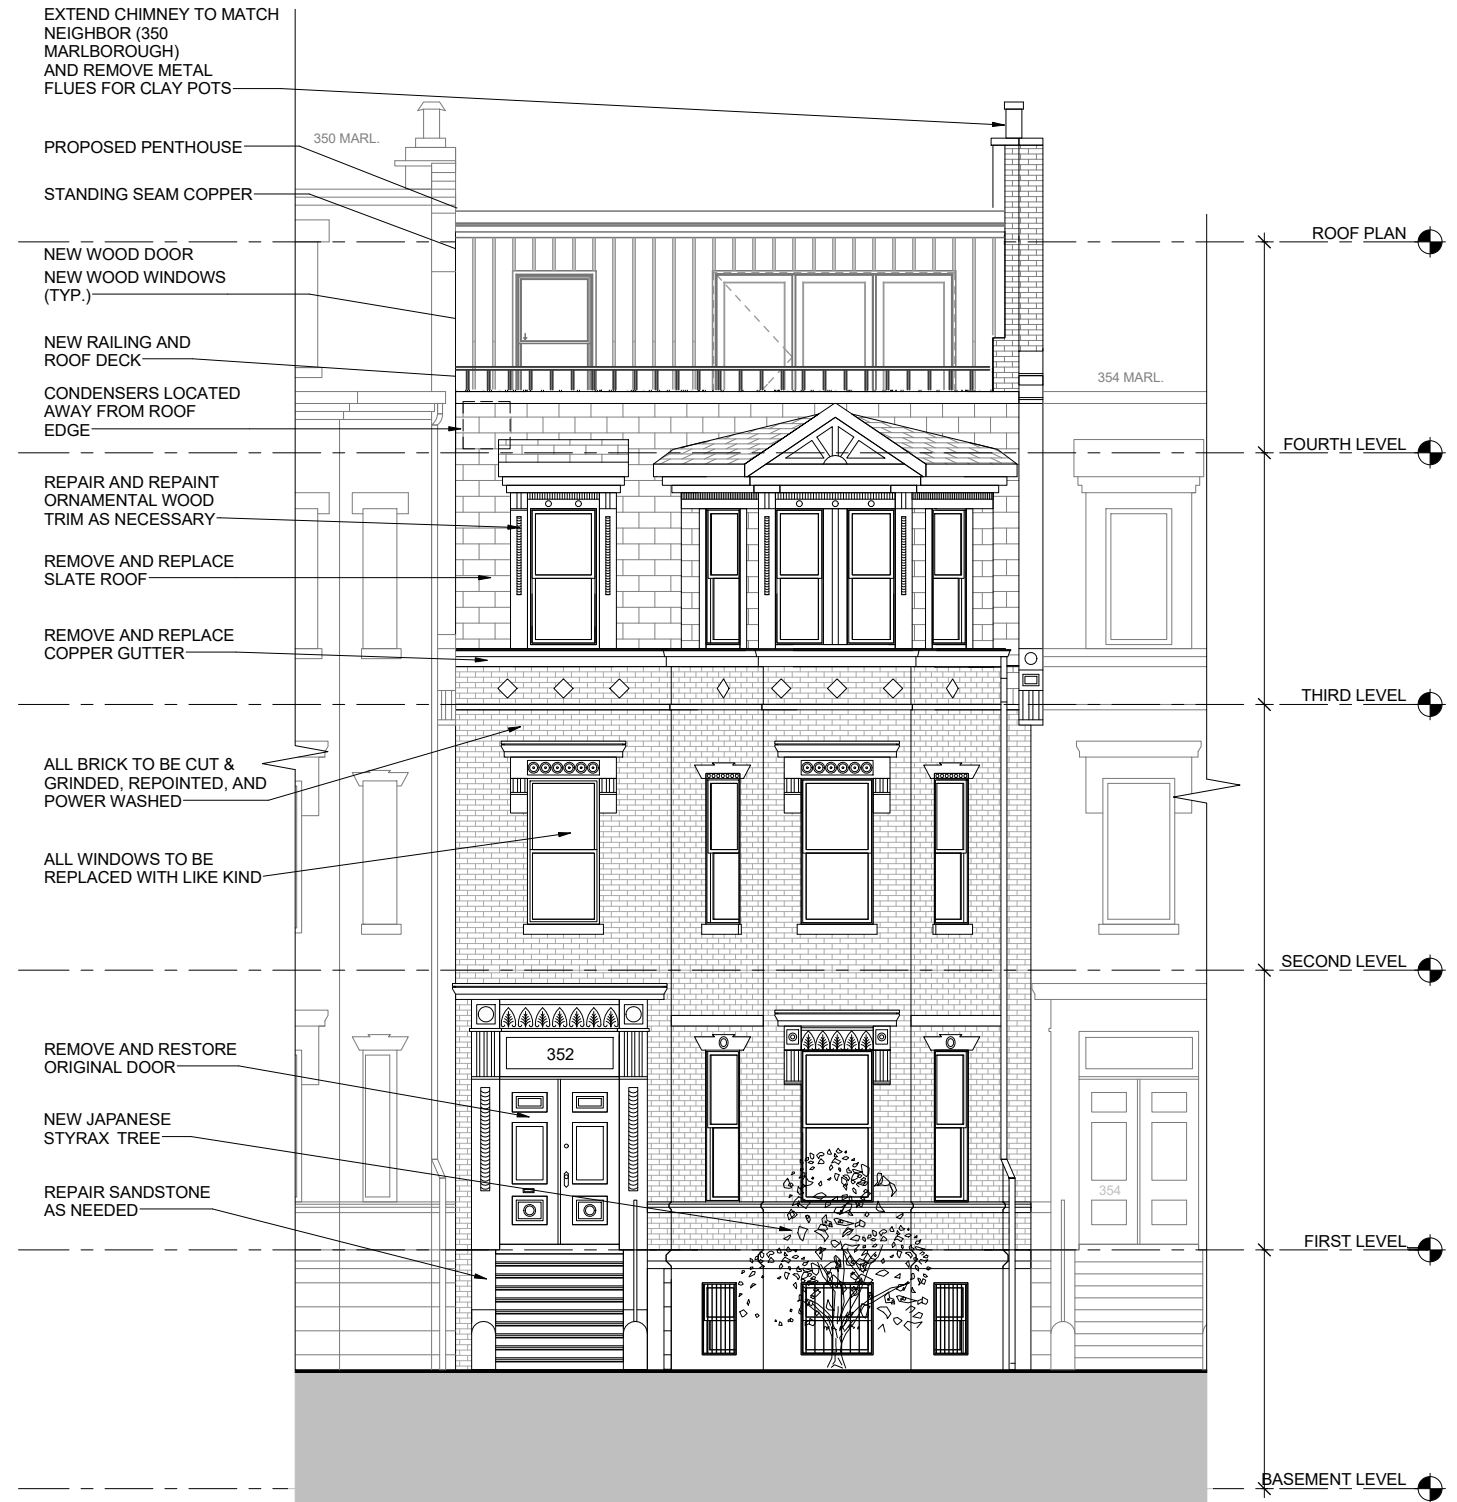 EXTEND CHIMNEY TO MATCH
NEIGHBOR (350
MARLBOROUGH)
AND REMOVE METAL
FLUES FOR CLAY POTS
350 MARL.
PROPOSED PENTHOUSE
STANDING SEAM COPPER
ROOF PLAN
NEW WOOD DOOR
NEW WOOD WINDOWS
(TYP.)
NEW RAILING AND
ROOF DECK
354 MARL.
CONDENSERS LOCATED
AWAY FROM ROOF
EDGE
FOURTH LEVEL
REPAIR AND REPAINT
ORNAMENTAL WOOD
TRIM AS NECESSARY
REMOVE AND REPLACE
SLATE ROOF
REMOVE AND REPLACE
COPPER GUTTER
THIRD LEVEL
ALL BRICK TO BE CUT &
GRINDED, REPOINTED, AND
POWER WASHED
ALL WINDOWS TO BE
REPLACED WITH LIKE KIND
SECOND LEVEL
REMOVE AND RESTORE
ORIGINAL DOOR
352
NEW JAPANESE
STYRAX TREE
REPAIR SANDSTONE
AS NEEDED
354
FIRST LEVEL
BASEMENT LEVEL